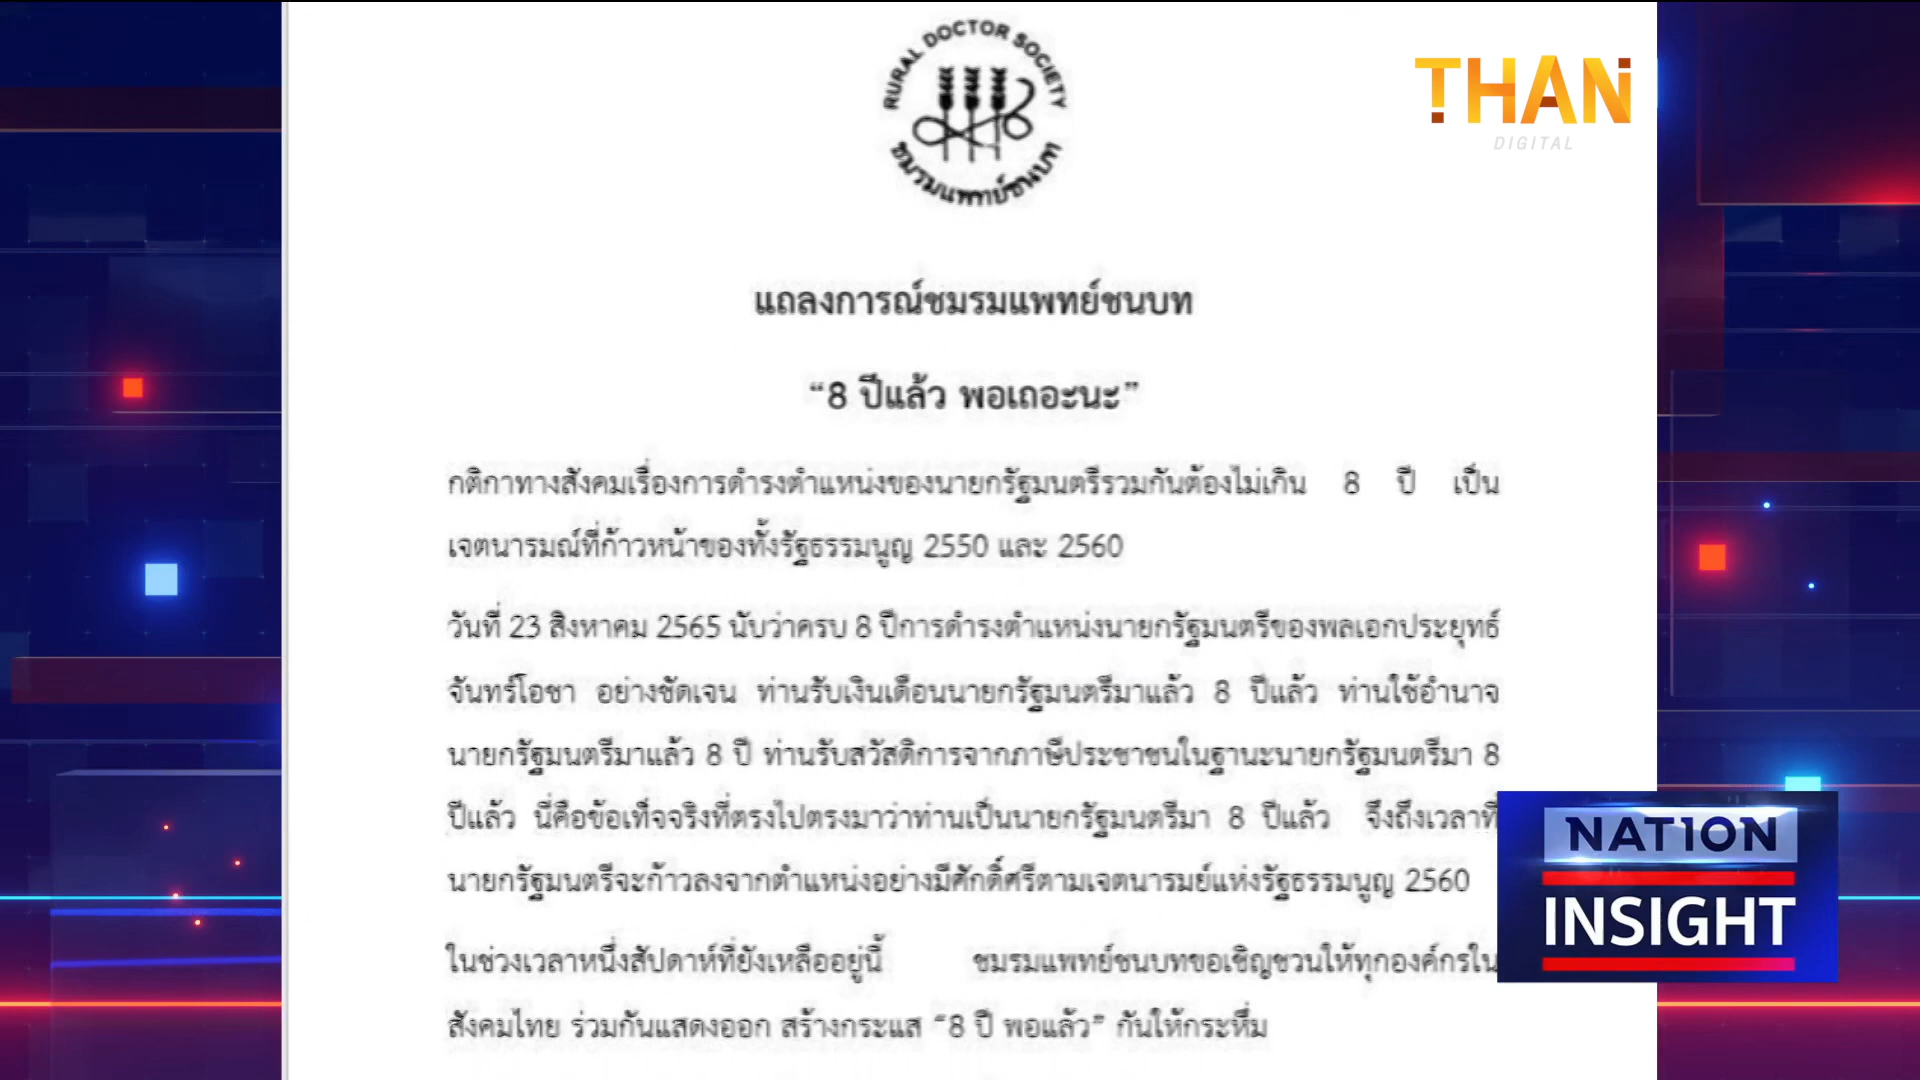 RURAL DOCTOR SOCIETY
ชมรมแพทย์ชนบท
THAN
DIGITAL
แถลงการณ์ชมรมแพทย์ชนบท
“8 ปีแล้ว พอเถอะนะ”
กติกาทางสังคมเรื่องการดำรงตำแหน่งของนายกรัฐมนตรีรวมกันต้องไม่เกิน 8 ปี เป็น
เจตนารมณ์ที่ก้าวหน้าของทั้งรัฐธรรมนูญ 2550 และ 2560
วันที่ 23 สิงหาคม 2565 นับว่าครบ 8 ปีการดำรงตำแหน่งนายกรัฐมนตรีของพลเอกประยุทธ์
จันทร์โอชา อย่างชัดเจน ท่านรับเงินเดือนนายกรัฐมนตรีมาแล้ว 8 ปีแล้ว ท่านใช้อำนาจ
นายกรัฐมนตรีมาแล้ว 8 ปี ท่านรับสวัสดิการจากภาษีประชาชนในฐานะนายกรัฐมนตรีมา 8
ปีแล้ว นี่คือข้อเท็จจริงที่ตรงไปตรงมาว่าท่านเป็นนายกรัฐมนตรีมา 8 ปีแล้ว จึงถึงเวลาที่
นายกรัฐมนตรีจะก้าวลงจากตำแหน่งอย่างมีศักดิ์ศรีตามเจตนารมย์แห่งรัฐธรรมนูญ 2560
ในช่วงเวลาหนึ่งสัปดาห์ที่ยังเหลืออยู่นี้ ชมรมแพทย์ชนบทขอเชิญชวนให้ทุกองค์กรใน
สังคมไทย ร่วมกันแสดงออก สร้างกระแส “8 ปี พอแล้ว” กันให้กระหึ่ม
NATION
INSIGHT